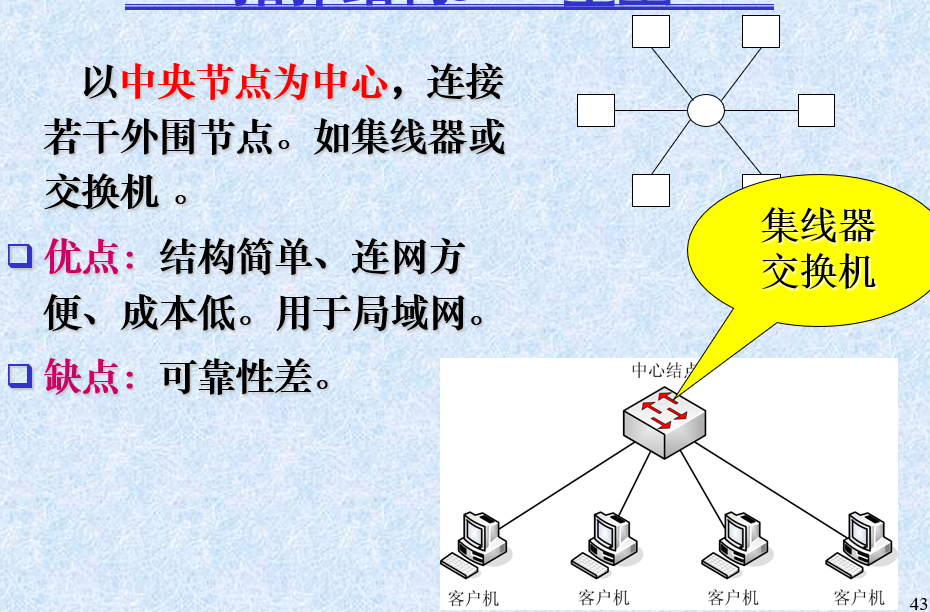 以中央节点为中心，连接
若干外围节点。如集线器或
交换机 。
优点：结构简单、连网方
便、成本低。用于局域网。
缺点：可靠性差。
集线器
交换机
中心结点
客户机 客户机 客户机 客户机
43